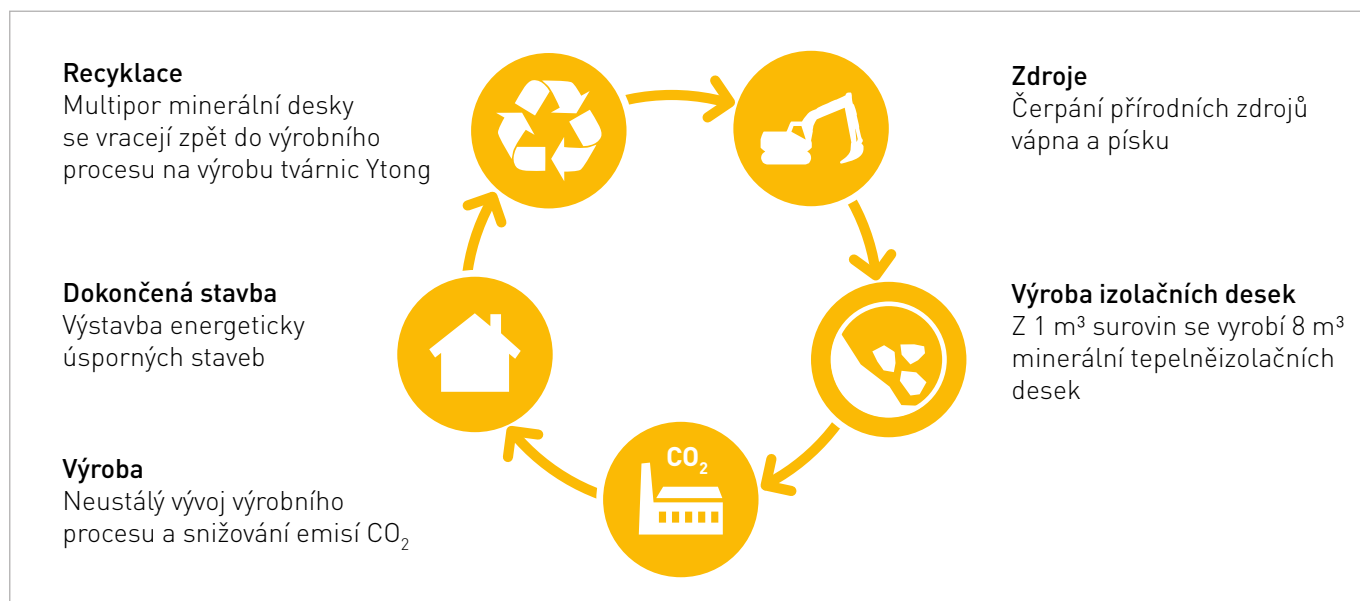 Recyklace
Multipor minerální desky
se vracejí zpět do výrobního
procesu na výrobu tvárnic Ytong
Zdroje
Čerpání přírodních zdrojů
vápna a písku
Dokončená stavba
Výstavba energeticky
úsporných staveb
Výroba izolačních desek
Z 1 m³ surovin se vyrobí 8 m³
minerální tepelněizolačních
desek
Výroba
Neustálý vývoj výrobního
procesu a snižování emisí CO₂
CO₂